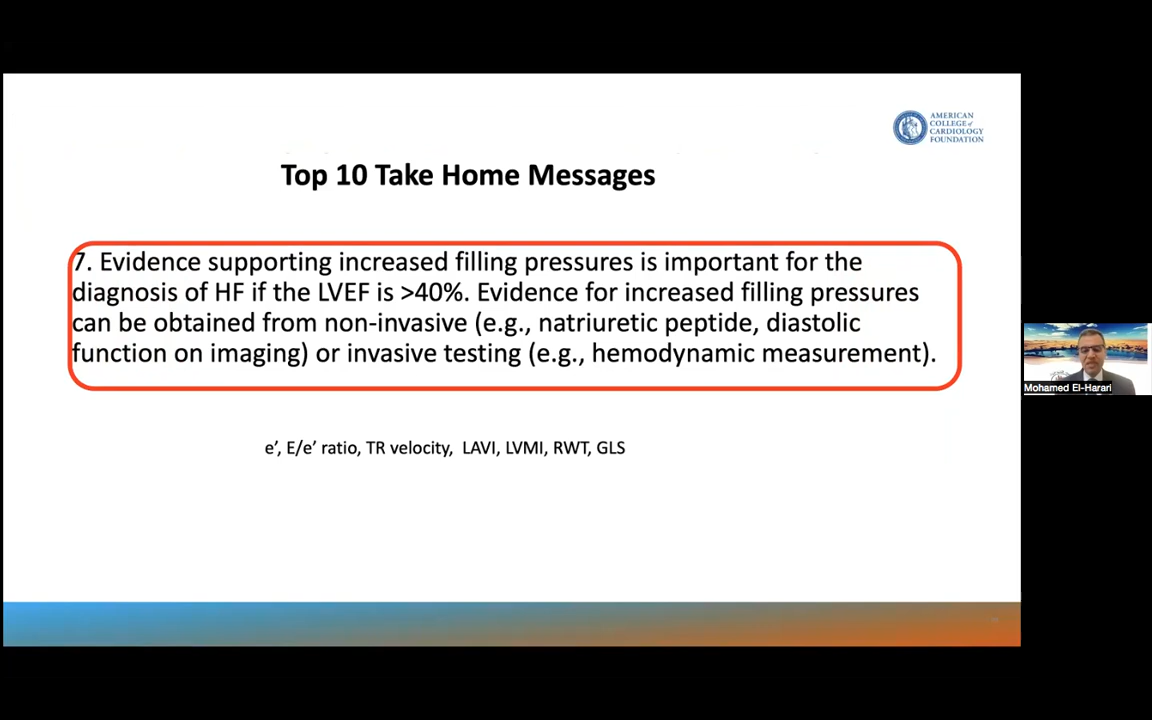 AMERICAN
COLLEGE of
CARDIOLOGY
FOUNDATION
Top 10 Take Home Messages
7. Evidence supporting increased filling pressures is important for the
diagnosis of HF if the LVEF is >40%. Evidence for increased filling pressures
can be obtained from non-invasive (e.g., natriuretic peptide, diastolic
function on imaging) or invasive testing (e.g., hemodynamic measurement).
e’, E/e’ ratio, TR velocity, LAVI, LVMI, RWT, GLS
Mohamed El-Harari